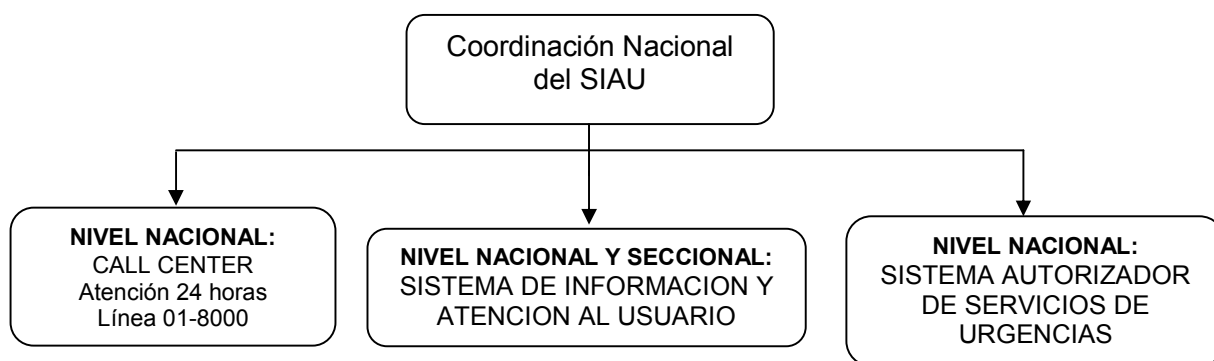 Coordinación Nacional
del SIAU
NIVEL NACIONAL:
CALL CENTER
Atención 24 horas
Línea 01-8000
NIVEL NACIONAL Y SECCIONAL:
SISTEMA DE INFORMACION Y
ATENCION AL USUARIO
NIVEL NACIONAL:
SISTEMA AUTORIZADOR
DE SERVICIOS DE
URGENCIAS